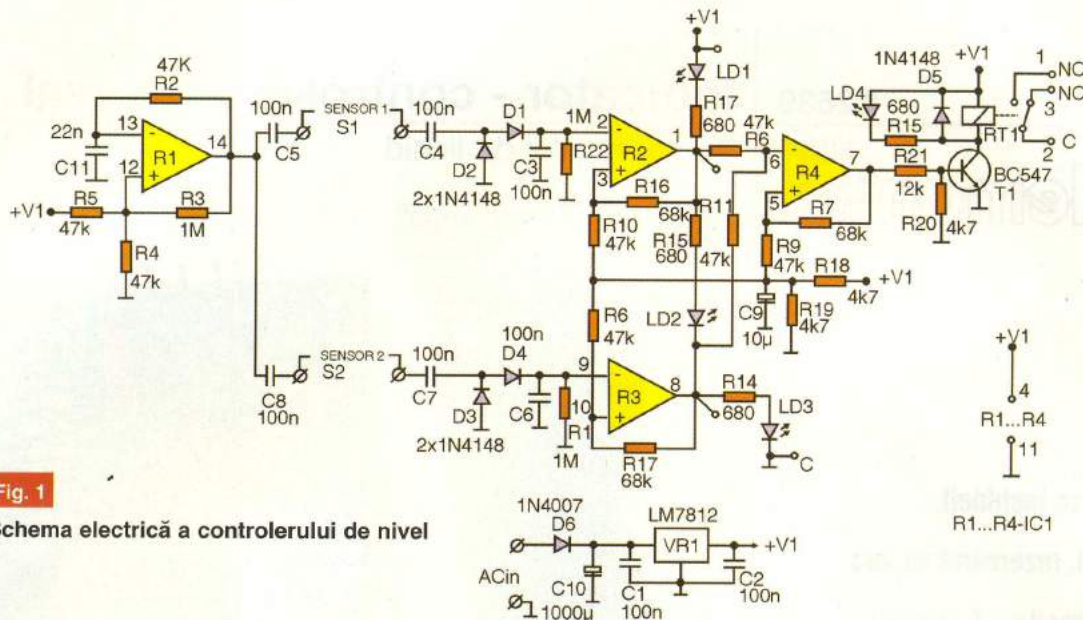 47K
R2
22n
13
-
14
R1
C11
12
+
R5
+V1
47k
R3
1M
R4
47k
100n
C5
SENSOR 1
S1
100n
C4
D1
D2
2x1N4148
C3
100n
1M
R22
2
-
1
R2
3
+
+V1
LD1
R17
680
47k
R6
R16
68k
R10
47k
R15
680
R11
47k
6
-
7
R4
5
+
R7
68k
R9
47k
R18
4k7
+V1
C9
10µ
R19
4k7
1N4148
D5
+V1
LD4
680
R15
RT1
1
NO
NC
3
C
2
R21
12k
BC547
T1
R20
4k7
C8
100n
SENSOR 2
S2
100n
C7
100n
D4
D3
2x1N4148
C6
10
R1
1M
R6
47k
9
-
8
R3
+
R17
68k
LD2
R14
680
LD3
C
+V1
4
R1...R4
11
R1...R4-IC1
Fig. 1
Schema electrică a controlerului de nivel
1N4007
D6
LM7812
VR1
+V1
ACin
C10
1000µ
C1
100n
C2
100n